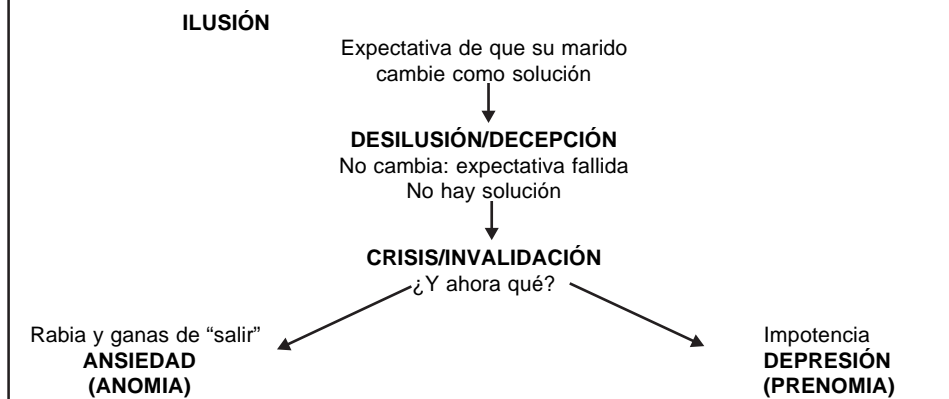 ILUSIÓN
Expectativa de que su marido
cambie como solución
DESILUSIÓN/DECEPCIÓN
No cambia: expectativa fallida
No hay solución
CRISIS/INVALIDACIÓN
¿Y ahora qué?
Rabia y ganas de “salir”
ANSIEDAD
(ANOMIA)
Impotencia
DEPRESIÓN
(PRENOMIA)